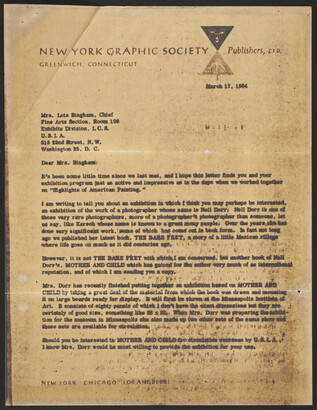 NEW YORK GRAPHIC SOCIETY Publishers, LTD.
GREENWICH, CONNECTICUT
March 17, 1964
Mrs. Lois Bingham, Chief
Fine Arts Section, Room 106
Exhibits Division, I.C.S.
U.S.I.A.
215 22nd Street, N.W.
Washington 25, D.C.
Dear Mrs. Bingham:
It's been some little time since we last met, and I hope this letter finds you and your
exhibition program just as active and impressive as in the days when we worked together
on "Highlights of American Painting."
I am writing to you about an exhibition in which I think you may perhaps be interested,
an exhibition of the work of a photographer whose name is Nell Dorr. Nell Dorr is one of
these very rare photographers, more of a photographer's photographer than someone, let
us say, like Karsch whose name is known to a great many people. Over the years she has
done very significant work, some of which has come out in book form. In fact not long
ago we published her latest book, THE BARE FEET, a story of a little Mexican village
where life goes on much as it did centuries ago.
However, it is not THE BARE FEET with which I am concerned, but another book of Nell
Dorr's, MOTHER AND CHILD which has gained for the author very much of an international
reputation, and of which I am sending you a copy.
Mrs. Dorr has recently finished putting together an exhibition based on MOTHER AND
CHILD by taking a great deal of the material from which the book was drawn and mounting it
on large boards ready for display. It will first be shown at the Minneapolis Institute of
Art. It consists of eighty panels of which I don't have the exact dimensions but they are
certainly of good size, something like 30 x 20. When Mrs. Dorr was preparing the exhibi-
tion for the museum in Minneapolis she also made up two other sets of the same show and
these sets are available for circulation.
Should you be interested in MOTHER AND CHILD for circulation overseas by U.S.I.A.
I know Mrs. Dorr would be most willing to provide the exhibition for your use.
NEW YORK CHICAGO LOS ANGELES